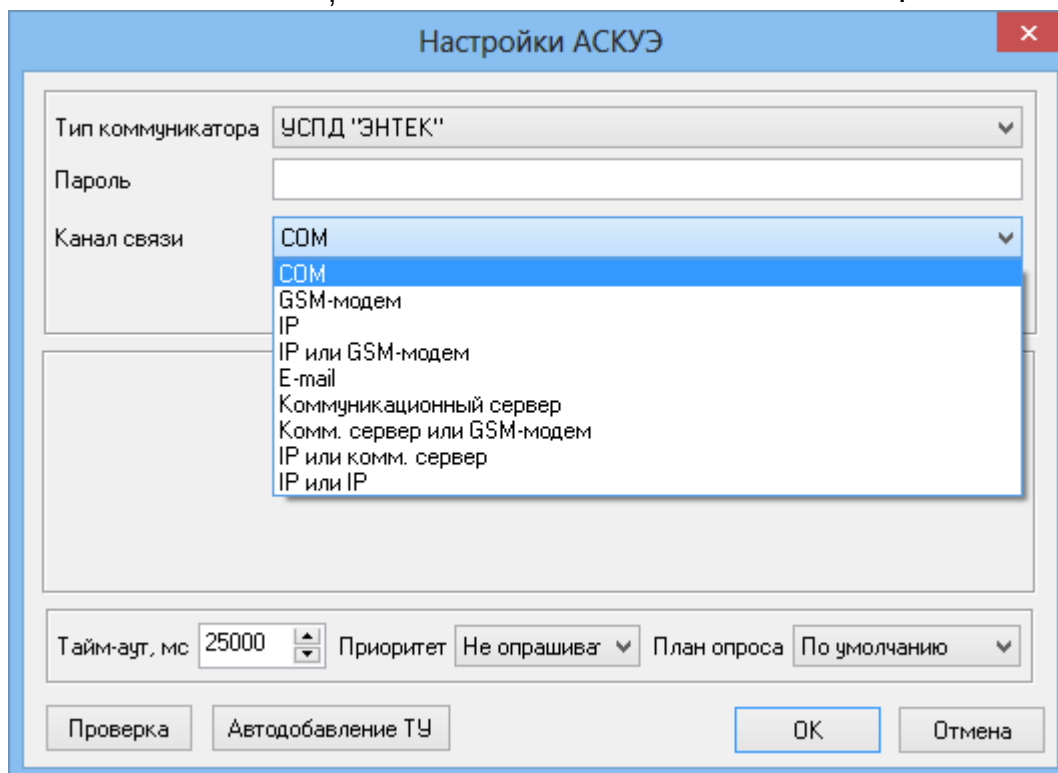 Настройки АСКУЭ
Тип коммуникатора УСПД "ЭНТЕК"
Пароль
Канал связи COM
COM
GSM-модем
IP
IP или GSM-модем
E-mail
Коммуникационный сервер
Комм. сервер или GSM-модем
IP или комм. сервер
IP или IP
Тайм-аут, мс 25000 Приоритет Не опрашиват План опроса По умолчанию
Проверка Автодобавление ТУ OK Отмена